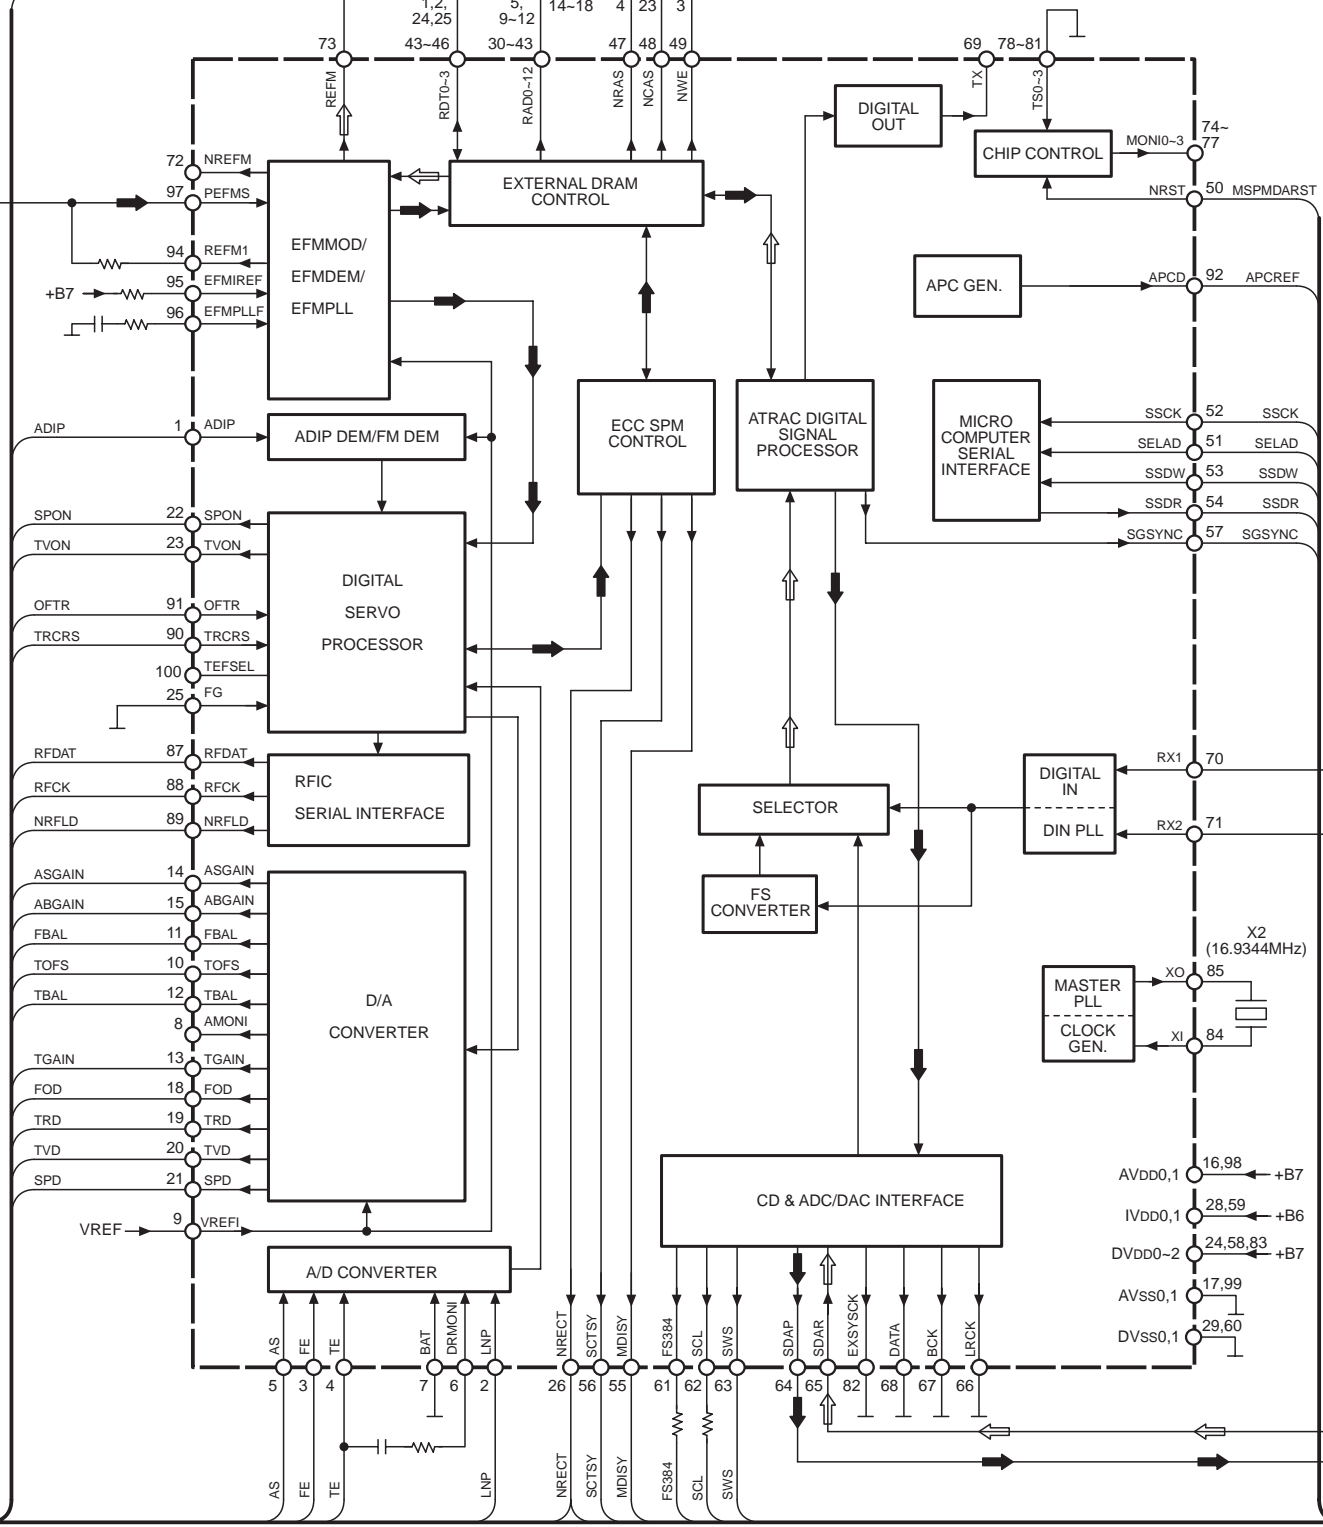 1,2,
24,25
5,
9~12
14~18
4
23
3
73
43~46
30~43
47
48
49
69
78~81
REFM
RDT0~3
RAD0~12
NRAS
NCAS
NWE
TX
TS0~3
DIGITAL
OUT
CHIP CONTROL
MONI0~3
74~
77
NRST
50
MSPMDARST
72
NREFM
97
PEFMS
94
REFM1
+B7
95
EFMIREF
96
EFMPLLF
EFMMOD/
EFMDEM/
EFMPLL
EXTERNAL DRAM
CONTROL
APC GEN.
APCD
92
APCREF
ADIP
1
ADIP
ADIP DEM/FM DEM
ECC SPM
CONTROL
ATRAC DIGITAL
SIGNAL
PROCESSOR
MICRO
COMPUTER
SERIAL
INTERFACE
SSCK
52
SSCK
SELAD
51
SELAD
SSDW
53
SSDW
SSDR
54
SSDR
SGSYNC
57
SGSYNC
SPON
22
SPON
TVON
23
TVON
OFTR
91
OFTR
TRCRS
90
TRCRS
100
TEFSEL
25
FG
DIGITAL
SERVO
PROCESSOR
RFDAT
87
RFDAT
RFCK
88
RFCK
NRFLD
89
NRFLD
RFIC
SERIAL INTERFACE
SELECTOR
FS
CONVERTER
DIGITAL
IN
DIN PLL
RX1
70
RX2
71
ASGAIN
14
ASGAIN
ABGAIN
15
ABGAIN
FBAL
11
FBAL
TOFS
10
TOFS
TBAL
12
TBAL
8
AMONI
TGAIN
13
TGAIN
FOD
18
FOD
TRD
19
TRD
TVD
20
TVD
SPD
21
SPD
VREF
9
VREFI
D/A
CONVERTER
X2
(16.9344MHz)
MASTER
PLL
CLOCK
GEN.
XO
85
XI
84
CD & ADC/DAC INTERFACE
AVDD0,1
16,98
+B7
IVDD0,1
28,59
+B6
DVDD0~2
24,58,83
+B7
AVSS0,1
17,99
DVSS0,1
29,60
A/D CONVERTER
AS
FE
TE
BAT
DRMONI
LNP
NRECT
SCTSY
MDISY
FS384
SCL
SWS
SDAP
SDAR
EXSYSCK
DATA
BCK
LRCK
5
3
4
7
6
2
26
56
55
61
62
63
64
65
82
68
67
66
AS
FE
TE
LNP
NRECT
SCTSY
MDISY
FS384
SCL
SWS